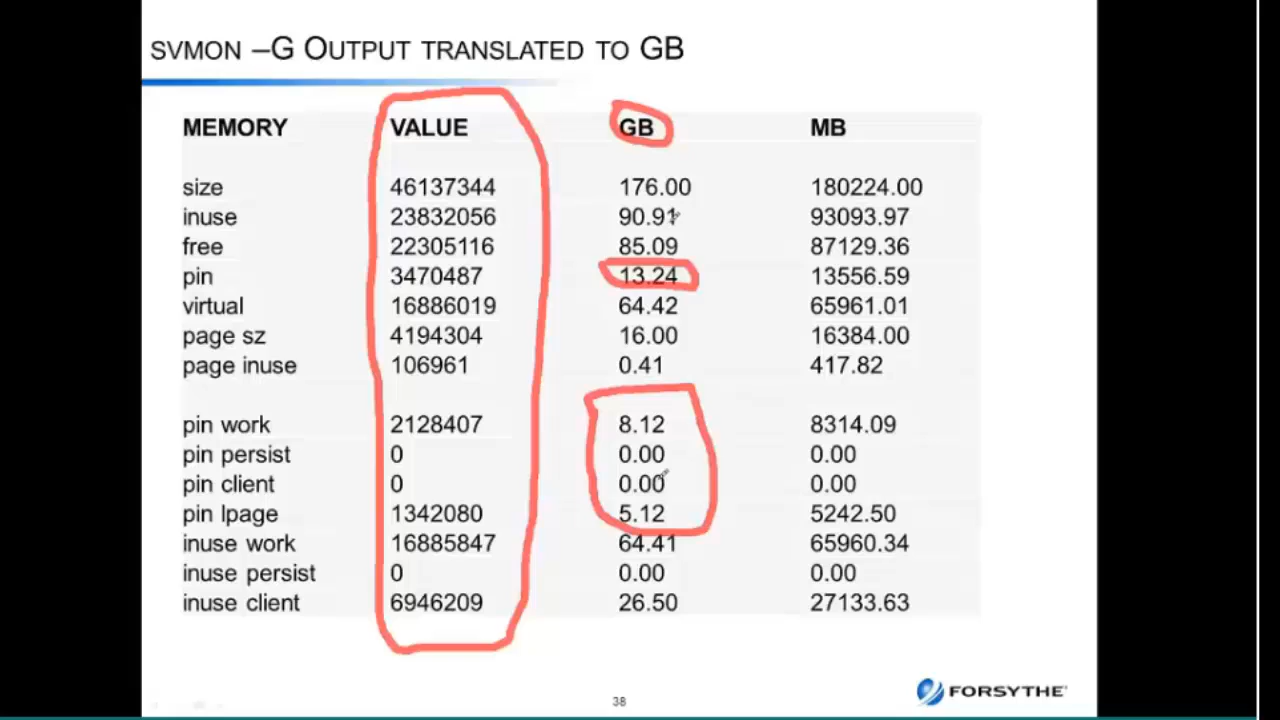 SVMON –G OUTPUT TRANSLATED TO GB
MEMORY VALUE GB MB
size 46137344 176.00 180224.00
inuse 23832056 90.91 93093.97
free 22305116 85.09 87129.36
pin 3470487 13.24 13556.59
virtual 16886019 64.42 65961.01
page sz 4194304 16.00 16384.00
page inuse 106961 0.41 417.82
pin work 2128407 8.12 8314.09
pin persist 0 0.00 0.00
pin client 0 0.00 0.00
pin lpage 1342080 5.12 5242.50
inuse work 16885847 64.41 65960.34
inuse persist 0 0.00 0.00
inuse client 6946209 26.50 27133.63
38
FORSYTHE